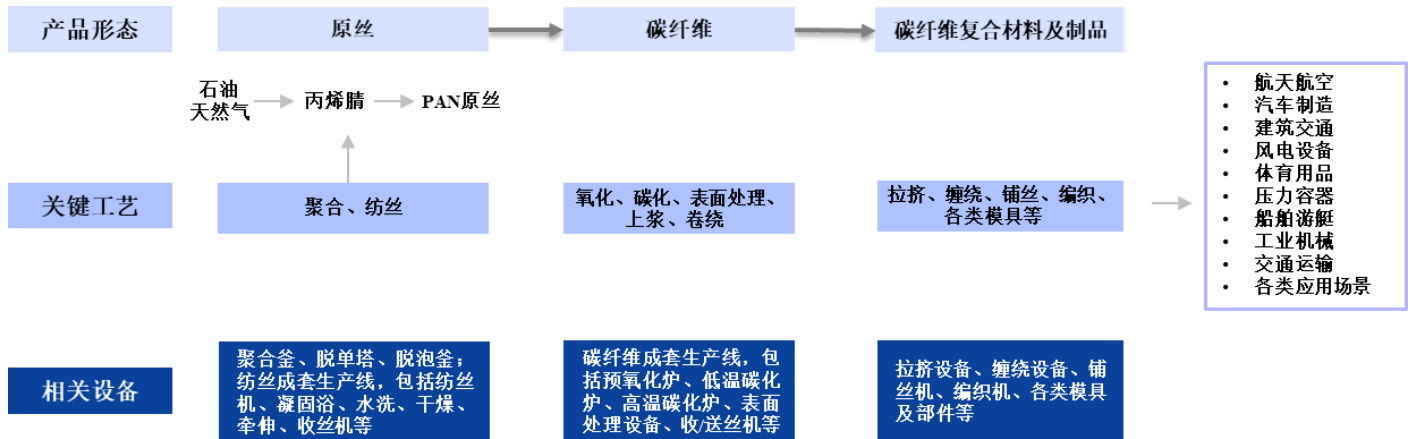 产品形态
原丝
碳纤维
碳纤维复合材料及制品
石油
天然气
丙烯腈
PAN原丝
关键工艺
聚合、纺丝
氧化、碳化、表面处理、
上浆、卷绕
拉挤、缠绕、铺丝、编织、
各类模具等
• 航天航空
• 汽车制造
• 建筑交通
• 风电设备
• 体育用品
• 压力容器
• 船舶游艇
• 工业机械
• 交通运输
• 各类应用场景
相关设备
聚合釜、脱单塔、脱泡釜；
纺丝成套生产线，包括纺丝
机、凝固浴、水洗、干燥、
牵伸、收丝机等
碳纤维成套生产线，包
括预氧化炉、低温碳化
炉、高温碳化炉、表面
处理设备、收/送丝机等
拉挤设备、缠绕设备、铺
丝机、编织机、各类模具
及部件等